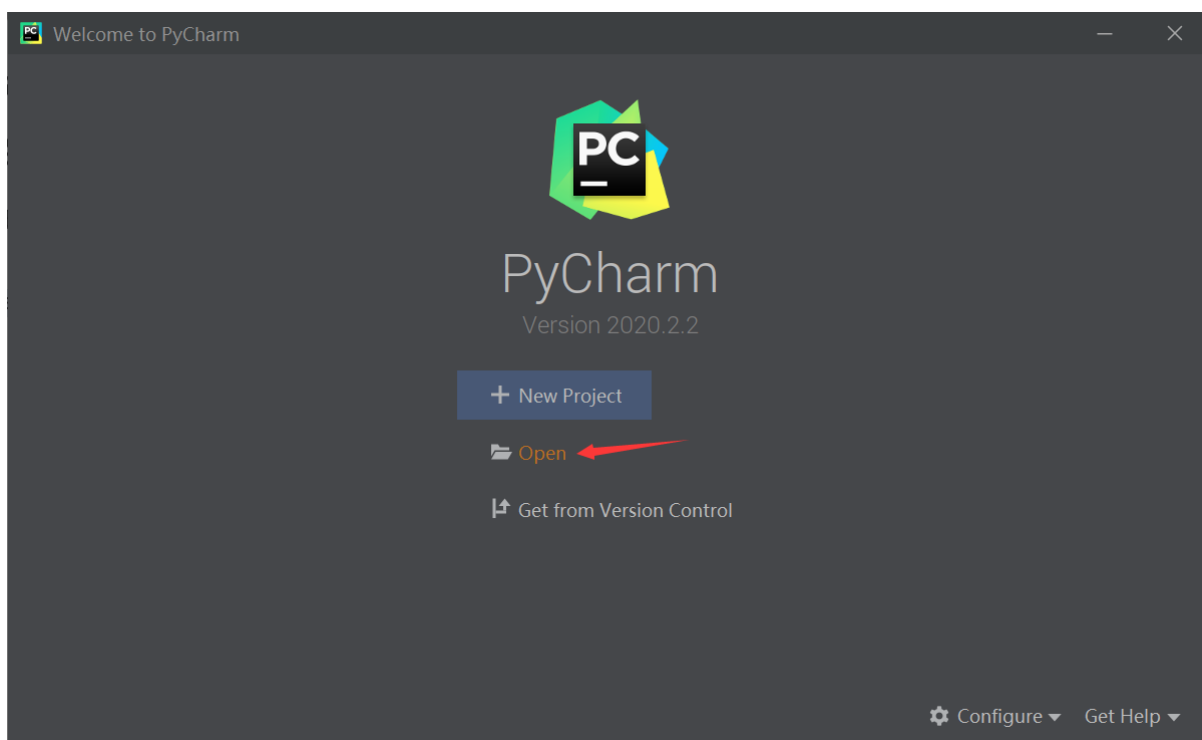 PC
Welcome to PyCharm
PC
PyCharm
Version 2020.2.2
New Project
Open
Get from Version Control
Configure
Get Help